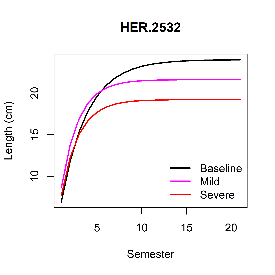 HER.2532
Length (cm)
20
15
10
Baseline
Mild
Severe
5
10
15
20
Semester